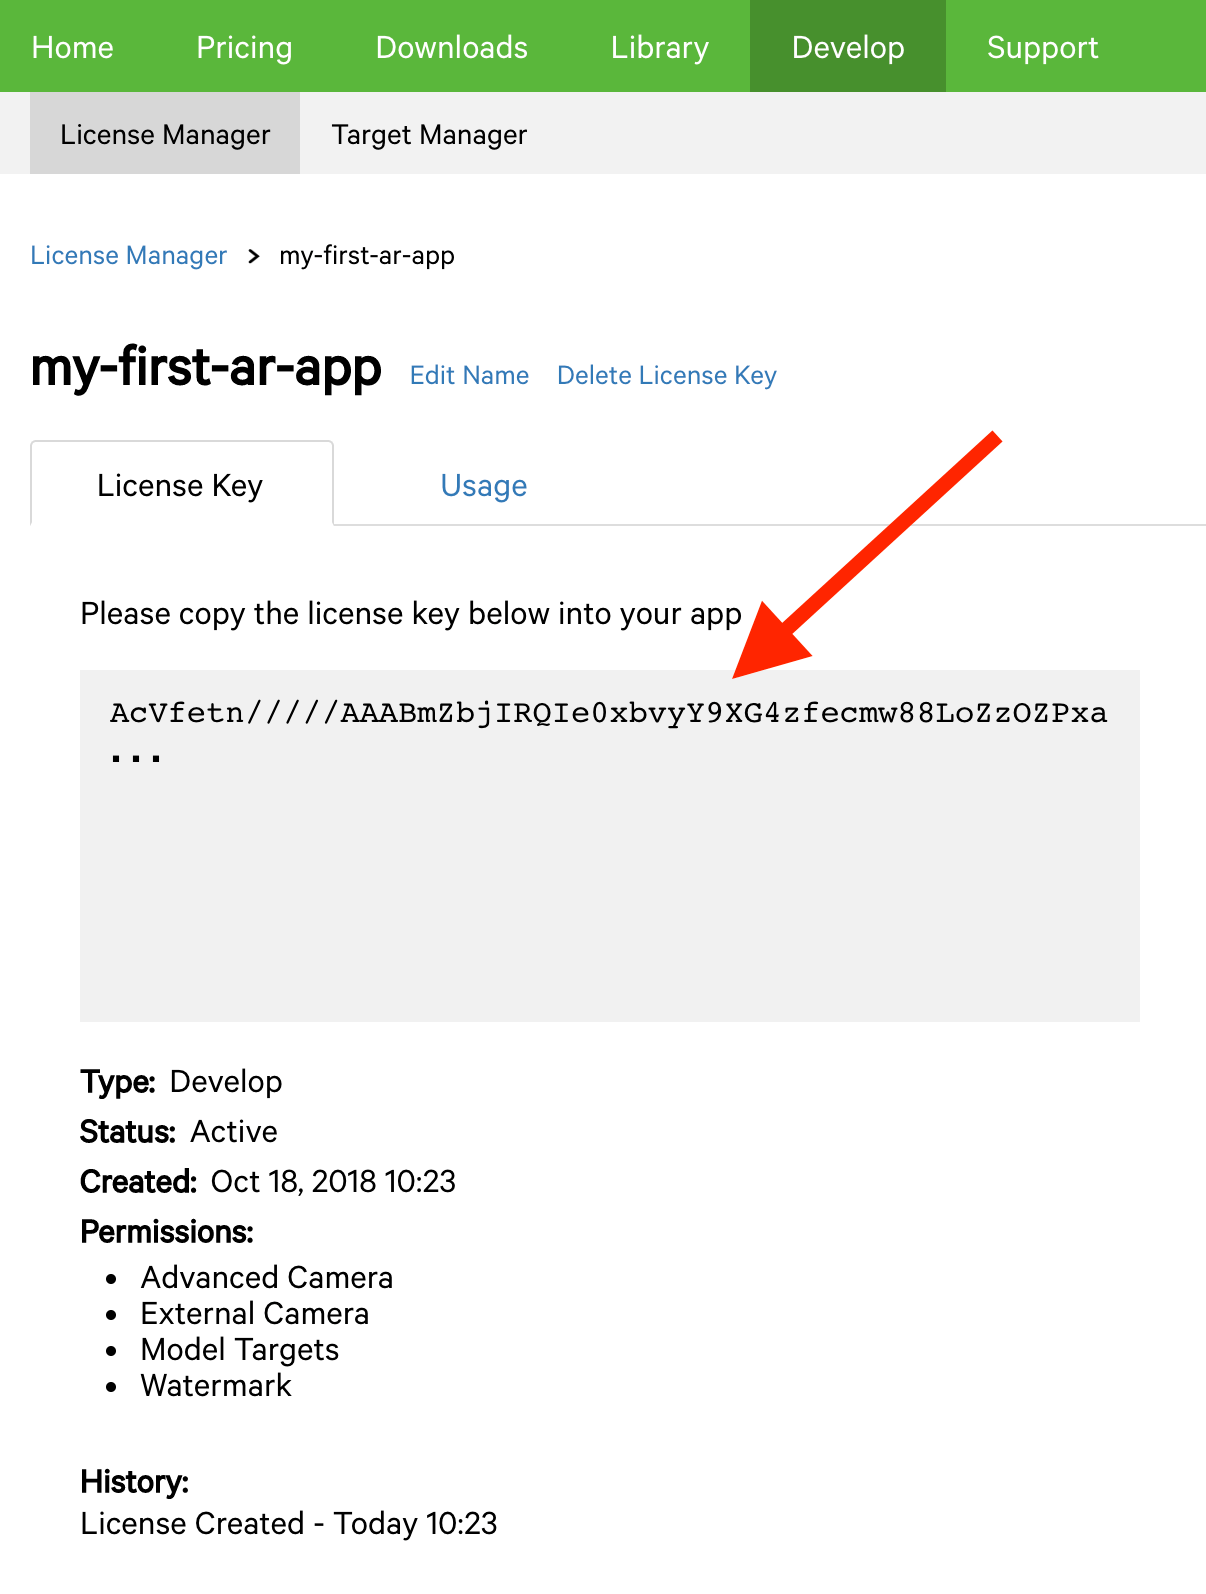 Home Pricing Downloads Library Develop Support
License Manager Target Manager
License Manager > my-first-ar-app
my-first-ar-app Edit Name Delete License Key
License Key Usage
Please copy the license key below into your app
AcVfetn/////AAABmZbjIRQIe0xbvyY9XG4zfecmw88LoZzOZPxa
...
Type: Develop
Status: Active
Created: Oct 18, 2018 10:23
Permissions:
• Advanced Camera
• External Camera
• Model Targets
• Watermark
History:
License Created - Today 10:23